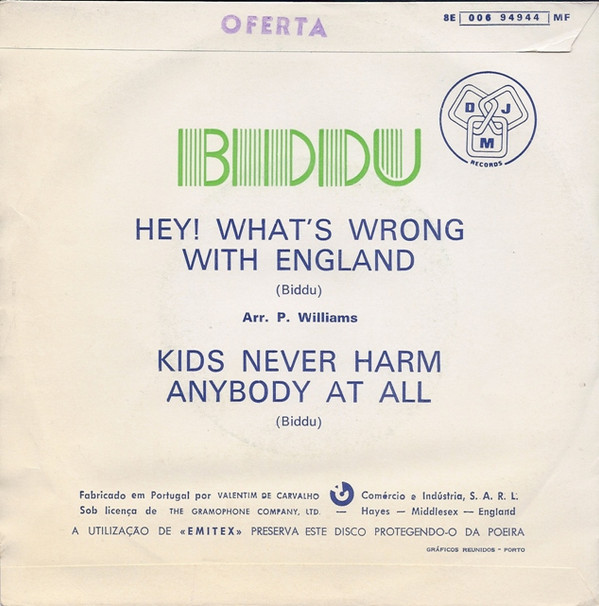 OFERTA
8E 006 94944 MF
D J M
RECORDS
BIDDU
HEY! WHAT'S WRONG
WITH ENGLAND
(Biddu)
Arr. P. Williams
KIDS NEVER HARM
ANYBODY AT ALL
(Biddu)
Fabricado em Portugal por VALENTIM DE CARVALHO Comércio e Indústria, S. A. R. L.
Sob licença de THE GRAMOPHONE COMPANY, LTD. — Hayes — Middlesex — England
A UTILIZAÇÃO DE «EMITEX» PRESERVA ESTE DISCO PROTEGENDO-O DA POEIRA
GRÁFICOS REUNIDOS - PORTO